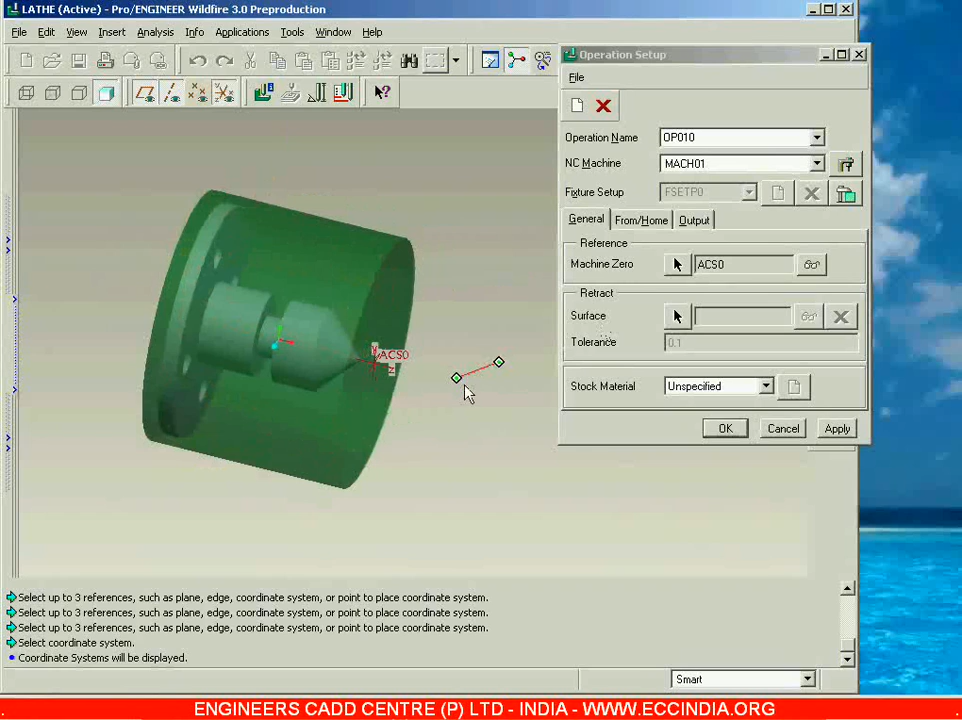 LATHE (Active) - Pro/ENGINEER Wildfire 3.0 Preproduction
File Edit View Insert Analysis Info Applications Tools Window Help
Operation Setup
File
Operation Name OP010
NC Machine MACH01
Fixture Setup FSETP0
General From/Home Output
Reference
Machine Zero ACS0
Retract
Surface
Tolerance 0.1
Stock Material Unspecified
OK Cancel Apply
ACS0
Select up to 3 references, such as plane, edge, coordinate system, or point to place coordinate system.
Select up to 3 references, such as plane, edge, coordinate system, or point to place coordinate system.
Select up to 3 references, such as plane, edge, coordinate system, or point to place coordinate system.
Select coordinate system.
Coordinate Systems will be displayed.
Smart
ENGINEERS CADD CENTRE (P) LTD - INDIA - WWW.ECCINDIA.ORG